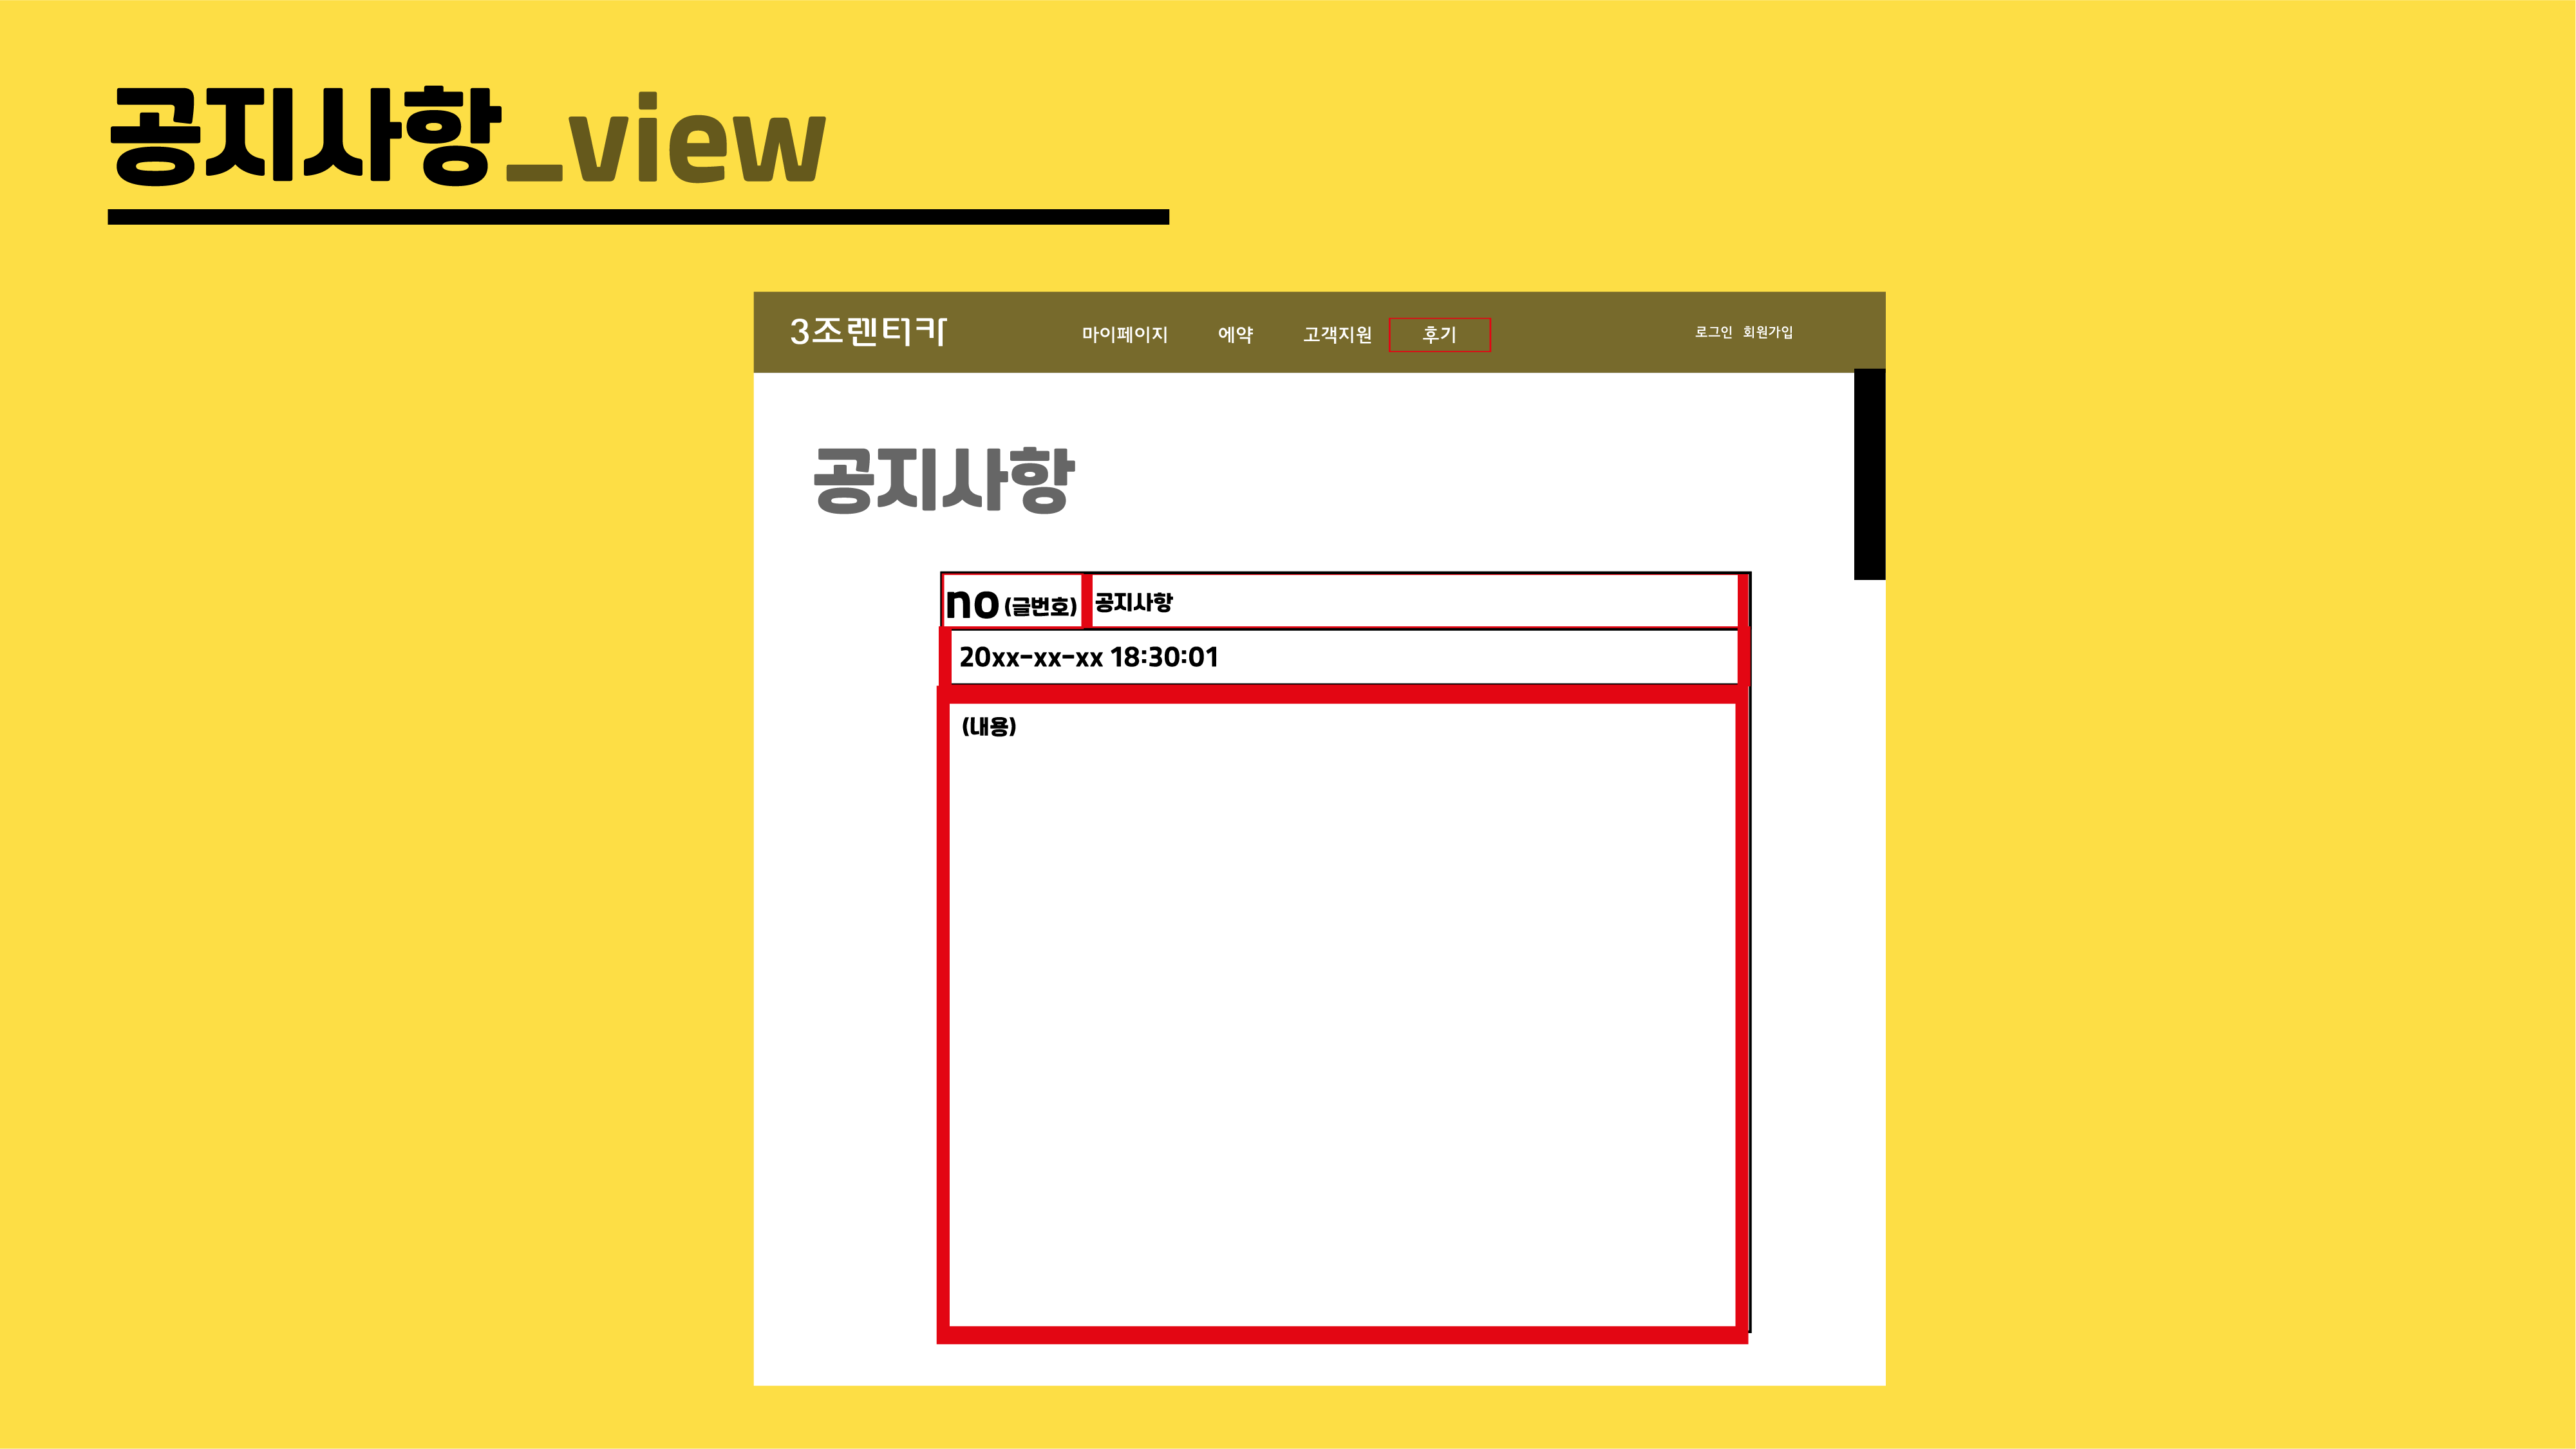 공지사항_view
3조렌티카 마이페이지 에약 고객지원 후기 로그인 회원가입
공지사항
no (글번호) 공지사항
20xx-xx-xx 18:30:01
(내용)